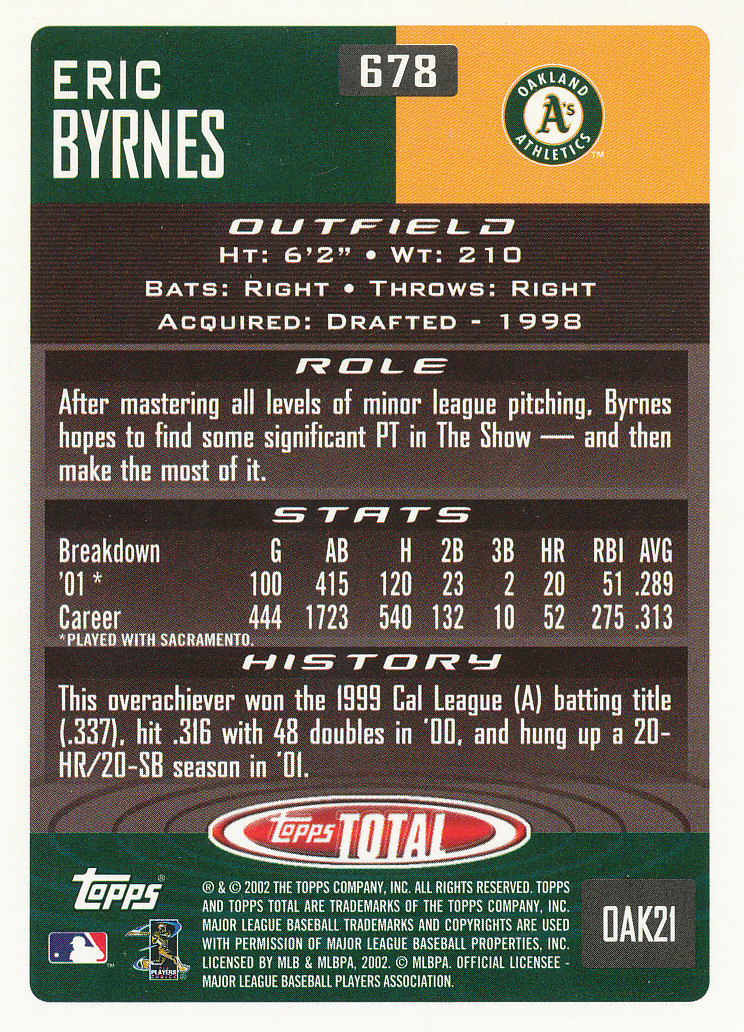 678
ERIC
BYRNES
OAKLAND
A's
ATHLETICS
TM
OUTFIELD
HT: 6'2" • WT: 210
BATS: RIGHT • THROWS: RIGHT
ACQUIRED: DRAFTED - 1998
ROLE
After mastering all levels of minor league pitching, Byrnes
hopes to find some significant PT in The Show — and then
make the most of it.
STATS
Breakdown G AB H 2B 3B HR RBI AVG
'01 * 100 415 120 23 2 20 51 .289
Career 444 1723 540 132 10 52 275 .313
*PLAYED WITH SACRAMENTO.
HISTORY
This overachiever won the 1999 Cal League (A) batting title
(.337), hit .316 with 48 doubles in '00, and hung up a 20-
HR/20-SB season in '01.
topps TOTAL
topps®
® & © 2002 THE TOPPS COMPANY, INC. ALL RIGHTS RESERVED. TOPPS
AND TOPPS TOTAL ARE TRADEMARKS OF THE TOPPS COMPANY, INC.
MAJOR LEAGUE BASEBALL TRADEMARKS AND COPYRIGHTS ARE USED
WITH PERMISSION OF MAJOR LEAGUE BASEBALL PROPERTIES, INC.
LICENSED BY MLB & MLBPA, 2002. © MLBPA. OFFICIAL LICENSEE -
MAJOR LEAGUE BASEBALL PLAYERS ASSOCIATION.
PLAYERS
CHOICE
OAK21